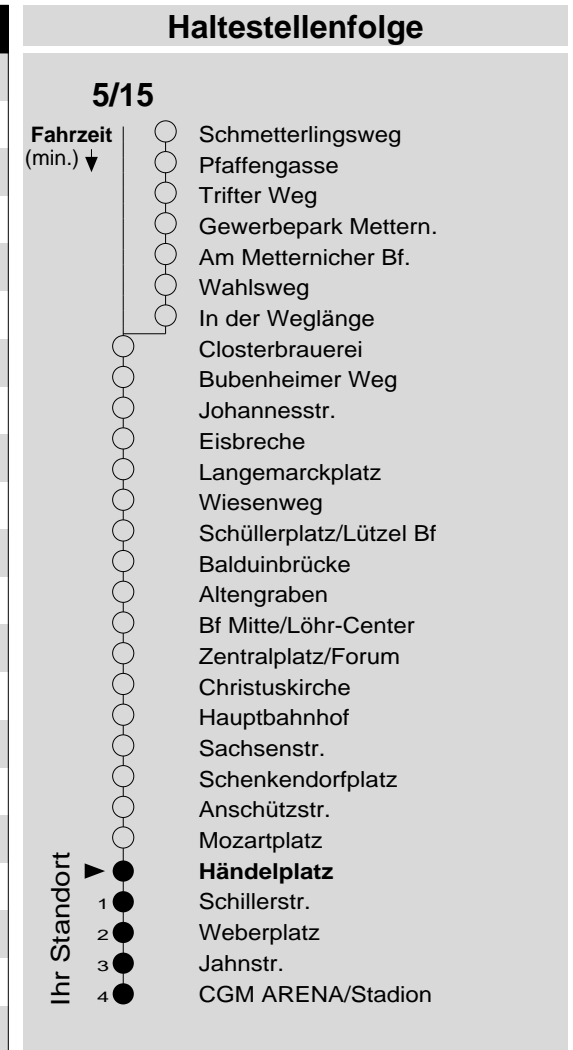 Haltestellenfolge
5/15
Fahrzeit
(min.)
Schmetterlingsweg
Pfaffengasse
Trifter Weg
Gewerbepark Mettern.
Am Metternicher Bf.
Wahlsweg
In der Weglänge
Closterbrauerei
Bubenheimer Weg
Johannesstr.
Eisbreche
Langemarckplatz
Wiesenweg
Schüllerplatz/Lützel Bf
Balduinbrücke
Altengraben
Bf Mitte/Löhr-Center
Zentralplatz/Forum
Christuskirche
Hauptbahnhof
Sachsenstr.
Schenkendorfplatz
Anschützstr.
Mozartplatz
Ihr Standort
Händelplatz
1 Schillerstr.
2 Weberplatz
3 Jahnstr.
4 CGM ARENA/Stadion